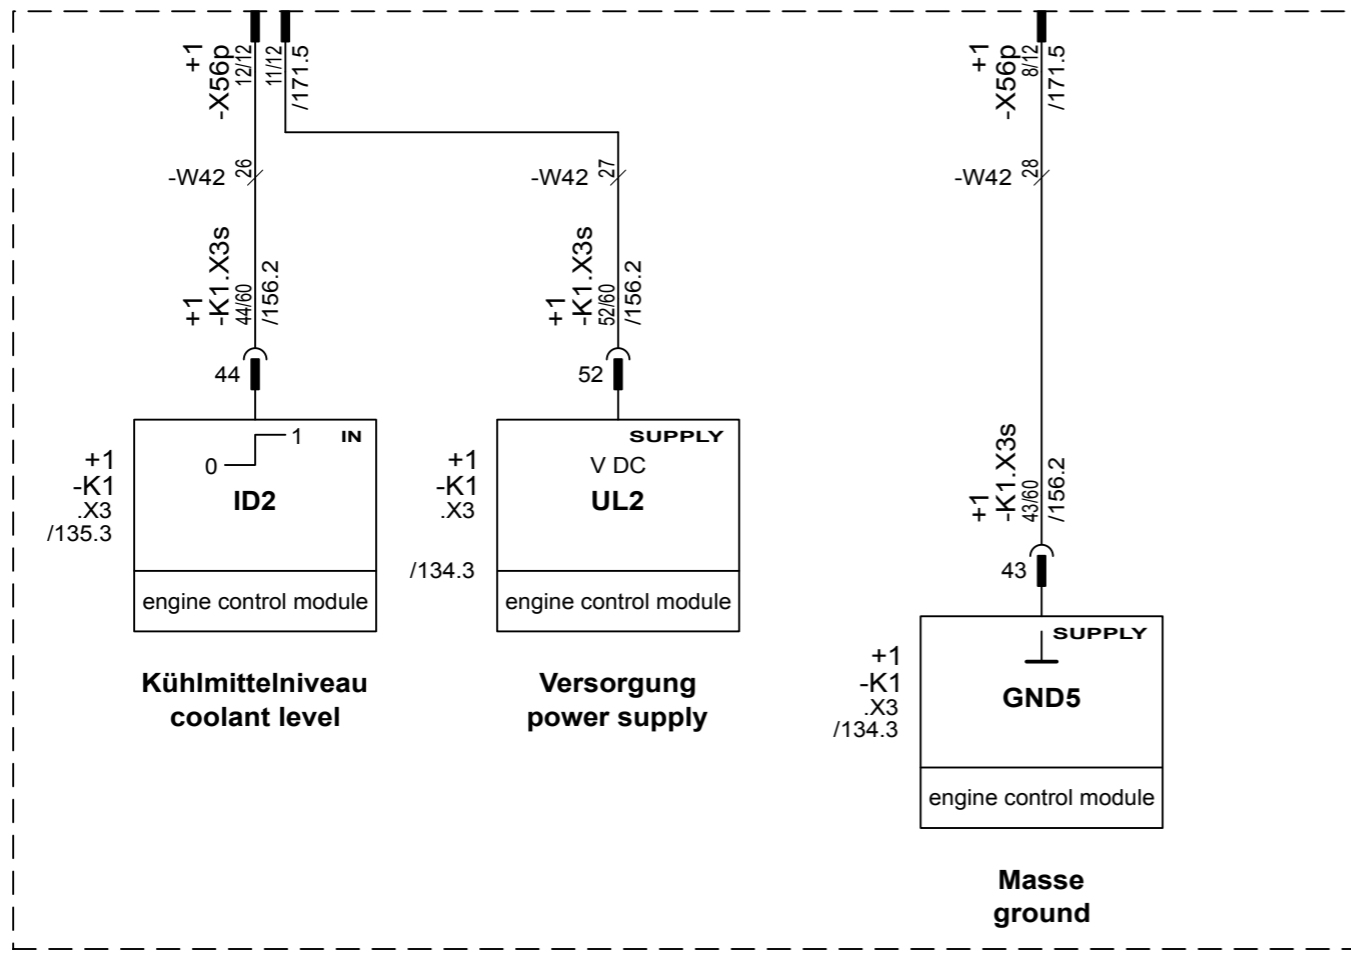 +1
-X56p
12/12
11/12
/171.5
+1
-X56p
8/12
/171.5
-W42
26
-W42
27
-W42
28
+1
-K1.X3s
44/60
/156.2
+1
-K1.X3s
52/60
/156.2
44
52
0
1
IN
ID2
+1
-K1
.X3
/135.3
engine control module
Kühlmittelniveau
coolant level
SUPPLY
V DC
UL2
+1
-K1
.X3
/134.3
engine control module
Versorgung
power supply
+1
-K1.X3s
43/60
/156.2
43
SUPPLY
GND5
+1
-K1
.X3
/134.3
engine control module
Masse
ground